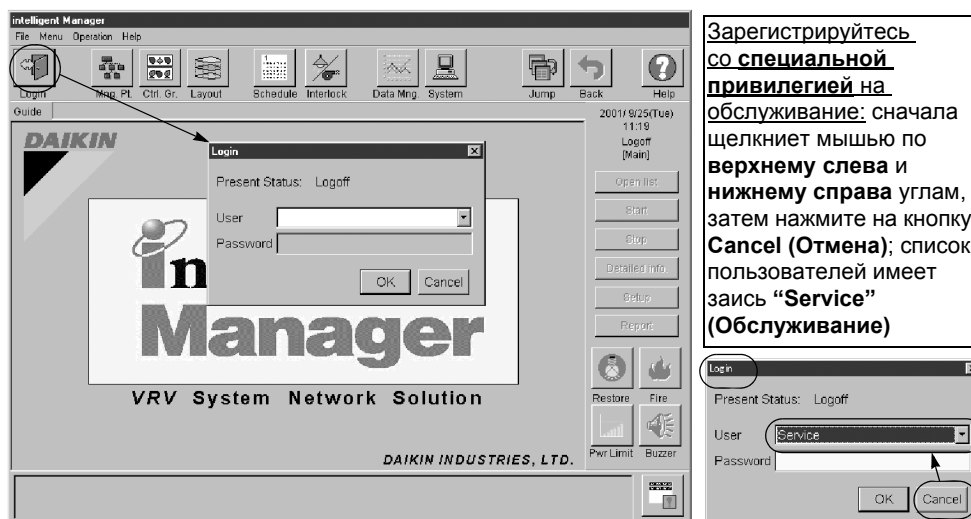 intelligent Manager
File Menu Operation Help
Login Mng. Pt. Ctrl. Gr. Layout Schedule Interlock Data Mng. System Jump Back Help
Guide
2001/ 9/25(Tue)
11:19
Logoff
[Main]
DAIKIN
Login
Present Status: Logoff
User
Password
OK Cancel
in
Manager
VRV System Network Solution
DAIKIN INDUSTRIES, LTD.
Open list
Start
Stop
Detailed info.
Setup
Report
Restore Fire
Pwr Limit Buzzer
Зарегистрируйтесь
со специальной
привилегией на
обслуживание: сначала
щелкниет мышью по
верхнему слева и
нижнему справа углам,
затем нажмите на кнопку
Cancel (Отмена); список
пользователей имеет
заись “Service”
(Обслуживание)
Login
Present Status: Logoff
User Service
Password
OK Cancel